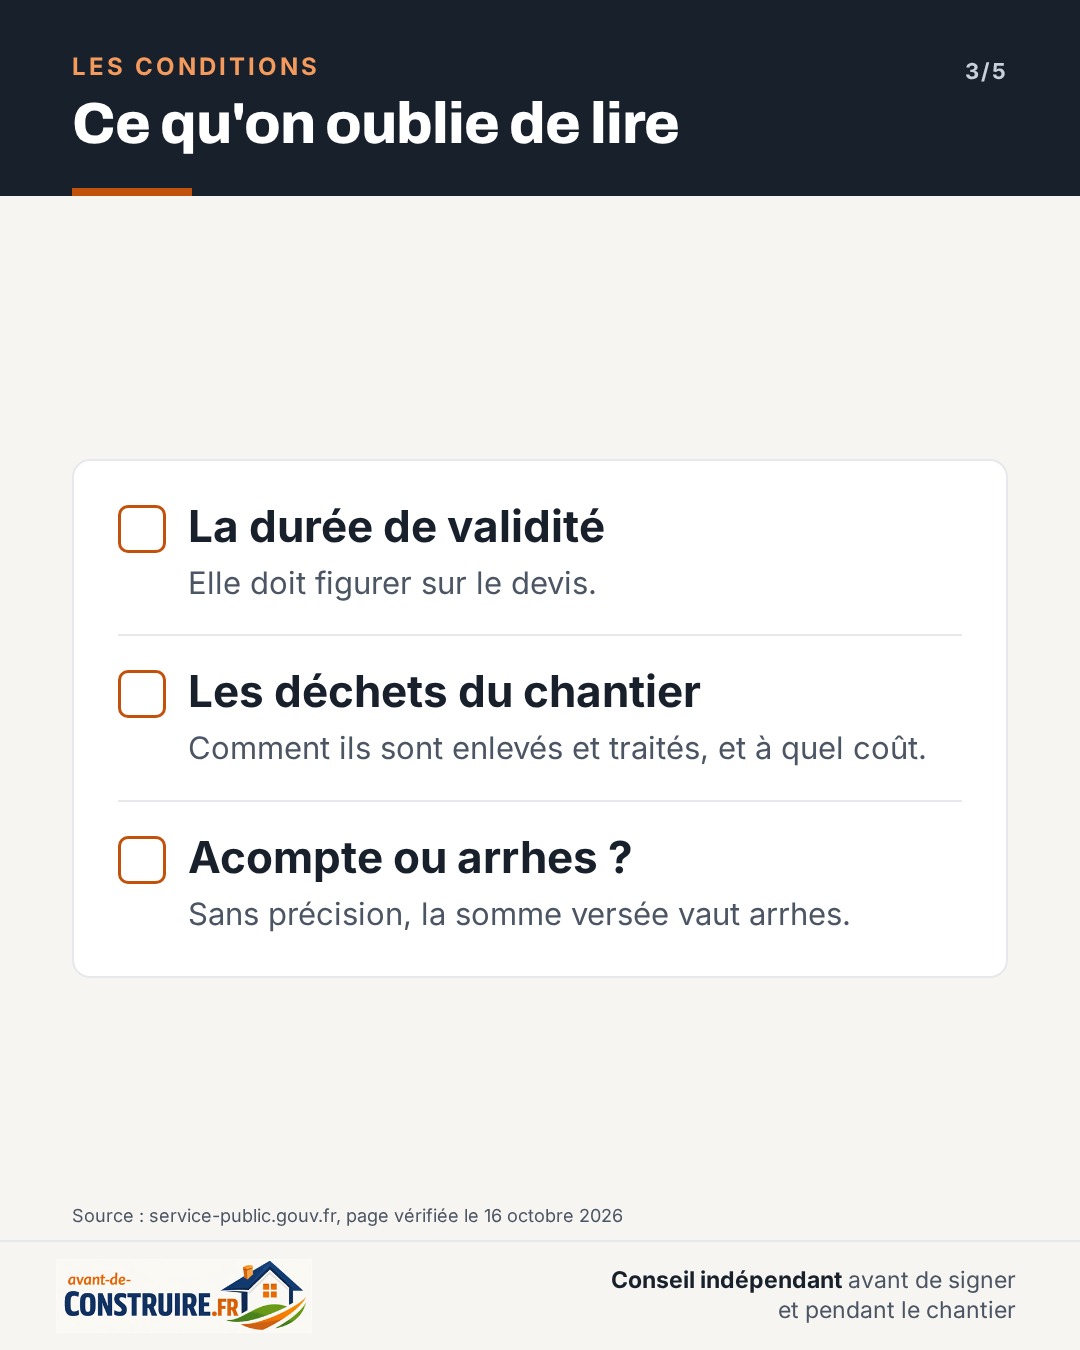 LES CONDITIONS
3/5
Ce qu'on oublie de lire
La durée de validité
Elle doit figurer sur le devis.
Les déchets du chantier
Comment ils sont enlevés et traités, et à quel coût.
Acompte ou arrhes ?
Sans précision, la somme versée vaut arrhes.
Source : service-public.gouv.fr, page vérifiée le 16 octobre 2026
avant-de-
CONSTRUIRE.FR
Conseil indépendant avant de signer
et pendant le chantier